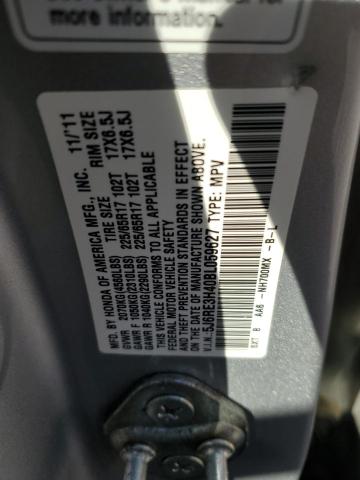 more information.
MFD. BY HONDA OF AMERICA MFG., INC. 11/'11
TIRE SIZE RIM SIZE
GVWR 2070KG(4560LBS)
GAWR F 1050KG(2310LBS) 225/65R17 102T 17X6.5J
GAWR R 1040KG(2290LBS) 225/65R17 102T 17X6.5J
THIS VEHICLE CONFORMS TO ALL APPLICABLE
FEDERAL MOTOR VEHICLE SAFETY
AND THEFT PREVENTION STANDARDS IN EFFECT
ON THE DATE OF MANUFACTURE SHOWN ABOVE.
V.I.N.: 5J6RE3H40BL059627 TYPE: MPV
EXT B AA6 -NH700MX -B-L